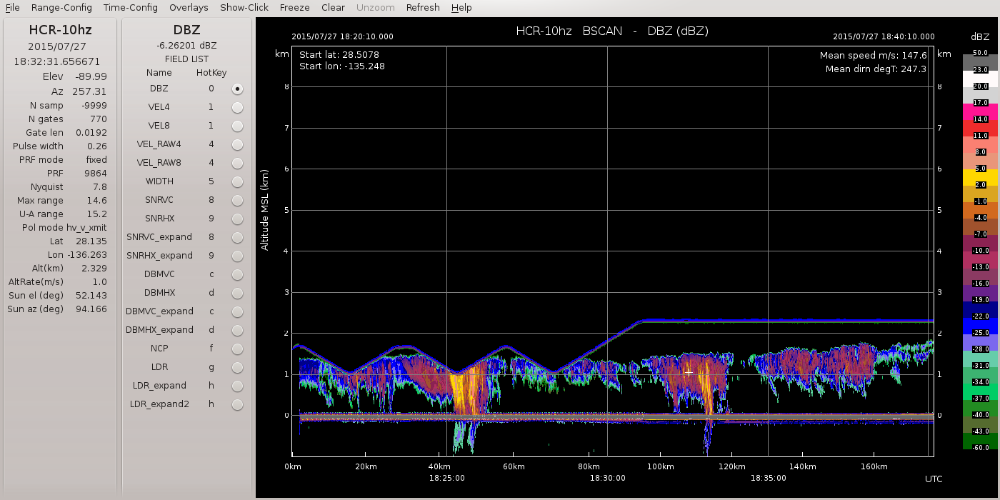 File Range-Config Time-Config Overlays Show-Click Freeze Clear Unzoom Refresh Help
HCR-10hz
2015/07/27
18:32:31.656671
Elev -89.99
Az 257.31
N samp -9999
N gates 770
Gate len 0.0192
Pulse width 0.26
PRF mode fixed
PRF 9864
Nyquist 7.8
Max range 14.6
U-A range 15.2
Pol mode hv_v_xmit
Lat 28.135
Lon -136.263
Alt(km) 2.329
AltRate(m/s) 1.0
Sun el (deg) 52.143
Sun az (deg) 94.166
DBZ
-6.26201 dBZ
FIELD LIST
Name HotKey
DBZ 0
VEL4 1
VEL8 1
VEL_RAW4 4
VEL_RAW8 4
WIDTH 5
SNRVC 8
SNRHX 9
SNRVC_expand 8
SNRHX_expand 9
DBMVC c
DBMHX d
DBMVC_expand c
DBMHX_expand d
NCP f
LDR g
LDR_expand h
LDR_expand2 h
HCR-10hz BSCAN - DBZ (dBZ)
2015/07/27 18:20:10.000 2015/07/27 18:40:10.000
km km
Start lat: 28.5078 Mean speed m/s: 147.6
Start lon: -135.248 Mean dirn degT: 247.3
8 8
7 7
6 6
5 5
4 4
3 3
2 2
1 1
0 0
Altitude MSL (km)
0km 20km 40km 60km 80km 100km 120km 140km 160km
18:25:00 18:30:00 18:35:00 UTC
dBZ
50.0
23.0
20.0
17.0
14.0
11.0
8.0
5.0
2.0
-1.0
-4.0
-7.0
-10.0
-13.0
-16.0
-19.0
-22.0
-25.0
-28.0
-31.0
-34.0
-37.0
-40.0
-43.0
-60.0